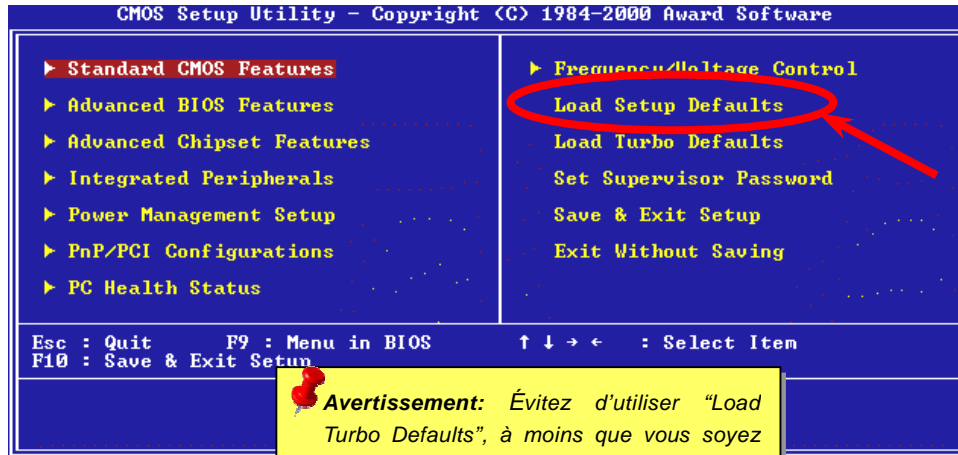 CMOS Setup Utility - Copyright (C) 1984-2000 Award Software
▶ Standard CMOS Features
▶ Advanced BIOS Features
▶ Advanced Chipset Features
▶ Integrated Peripherals
▶ Power Management Setup
▶ PnP/PCI Configurations
▶ PC Health Status
▶ Frequency/Voltage Control
Load Setup Defaults
Load Turbo Defaults
Set Supervisor Password
Save & Exit Setup
Exit Without Saving
Esc : Quit F9 : Menu in BIOS ↑ ↓ → ← : Select Item
F10 : Save & Exit Setup
Avertissement: Évitez d'utiliser “Load
Turbo Defaults”, à moins que vous soyez